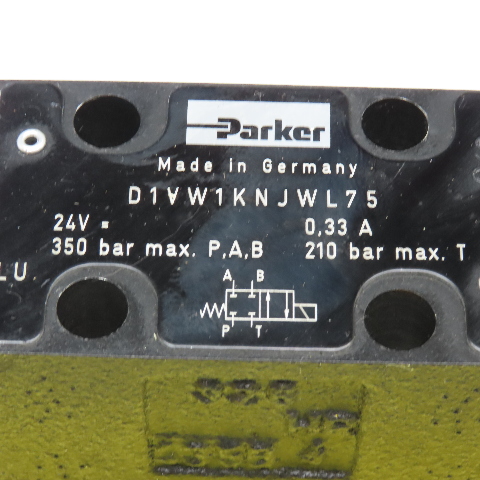 Parker
Made in Germany
D1VW1KNJWL75
24V = 0,33 A
350 bar max. P,A,B 210 bar max. T
LU
A B
P T